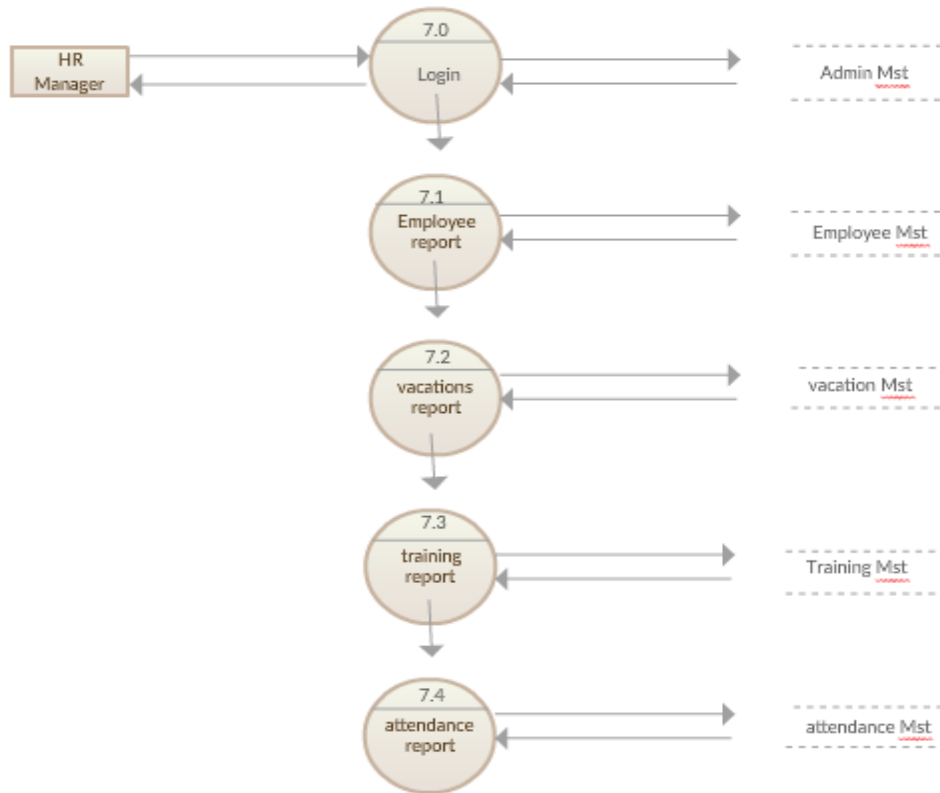 7.0
HR
Manager
Login
Admin Mst
7.1
Employee
report
Employee Mst
7.2
vacations
report
vacation Mst
7.3
training
report
Training Mst
7.4
attendance
report
attendance Mst